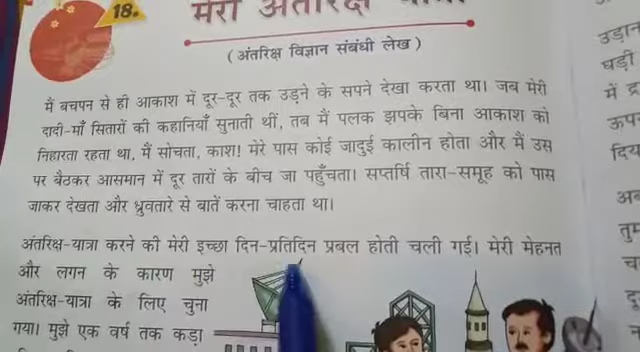 18.
मेरी अंतरिक्ष
(अंतरिक्ष विज्ञान संबंधी लेख)
मैं बचपन से ही आकाश में दूर-दूर तक उड़ने के सपने देखा करता था। जब मेरी
दादी-माँ सितारों की कहानियाँ सुनाती थीं, तब मैं पलक झपके बिना आकाश को
निहारता रहता था, मैं सोचता, काश! मेरे पास कोई जादुई कालीन होता और मैं उस
पर बैठकर आसमान में दूर तारों के बीच जा पहुँचता। सप्तर्षि तारा-समूह को पास
जाकर देखता और ध्रुवतारे से बातें करना चाहता था।
अंतरिक्ष-यात्रा करने की मेरी इच्छा दिन-प्रतिदिन प्रबल होती चली गई। मेरी मेहनत
और लगन के कारण मुझे
अंतरिक्ष-यात्रा के लिए चुना
गया। मुझे एक वर्ष तक कड़ा
उड़ान
घड़ी
में